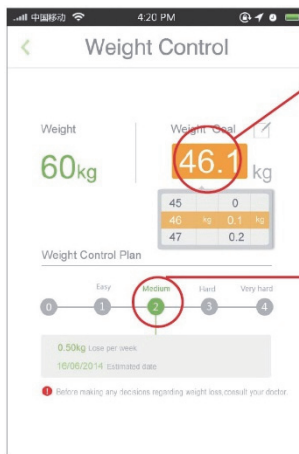 中国移动 4:20 PM
< Weight Control
Weight
Weight Goal
60kg
46.1 kg
45 0
46 kg 0.1 kg
47 0.2
Weight Control Plan
Easy Medium Hard Very hard
0 1 2 3 4
0.50kg Lose per week
16/06/2014 Estimated date
Before making any decisions regarding weight loss,consult your doctor.